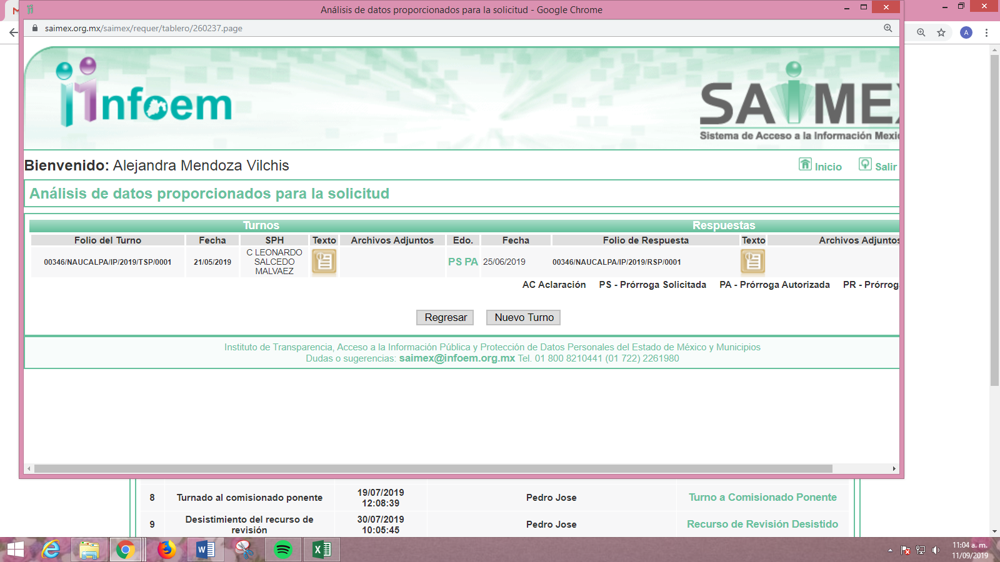 Análisis de datos proporcionados para la solicitud - Google Chrome
saimex.org.mx/saimex/requer/tablero/260237.page
A
infoem
SAIMEX
Sistema de Acceso a la Información Mexi
Bienvenido: Alejandra Mendoza Vilchis
Inicio Salir
Análisis de datos proporcionados para la solicitud
Turnos Respuestas
Folio del Turno Fecha SPH Texto Archivos Adjuntos Edo. Fecha Folio de Respuesta Texto Archivos Adjuntos
00346/NAUCALPA/IP/2019/TSP/0001 21/05/2019 C LEONARDO SALCEDO MALVAEZ PS PA 25/06/2019 00346/NAUCALPA/IP/2019/RSP/0001
AC Aclaración PS - Prórroga Solicitada PA - Prórroga Autorizada PR - Prórrog
Regresar Nuevo Turno
Instituto de Transparencia, Acceso a la Información Pública y Protección de Datos Personales del Estado de México y Municipios
Dudas o sugerencias: saimex@infoem.org.mx Tel. 01 800 8210441 (01 722) 2261980
8 Turnado al comisionado ponente 19/07/2019 12:08:39 Pedro Jose Turno a Comisionado Ponente
9 Desistimiento del recurso de revisión 30/07/2019 10:05:45 Pedro Jose Recurso de Revisión Desistido
11:04 a. m.
11/09/2019